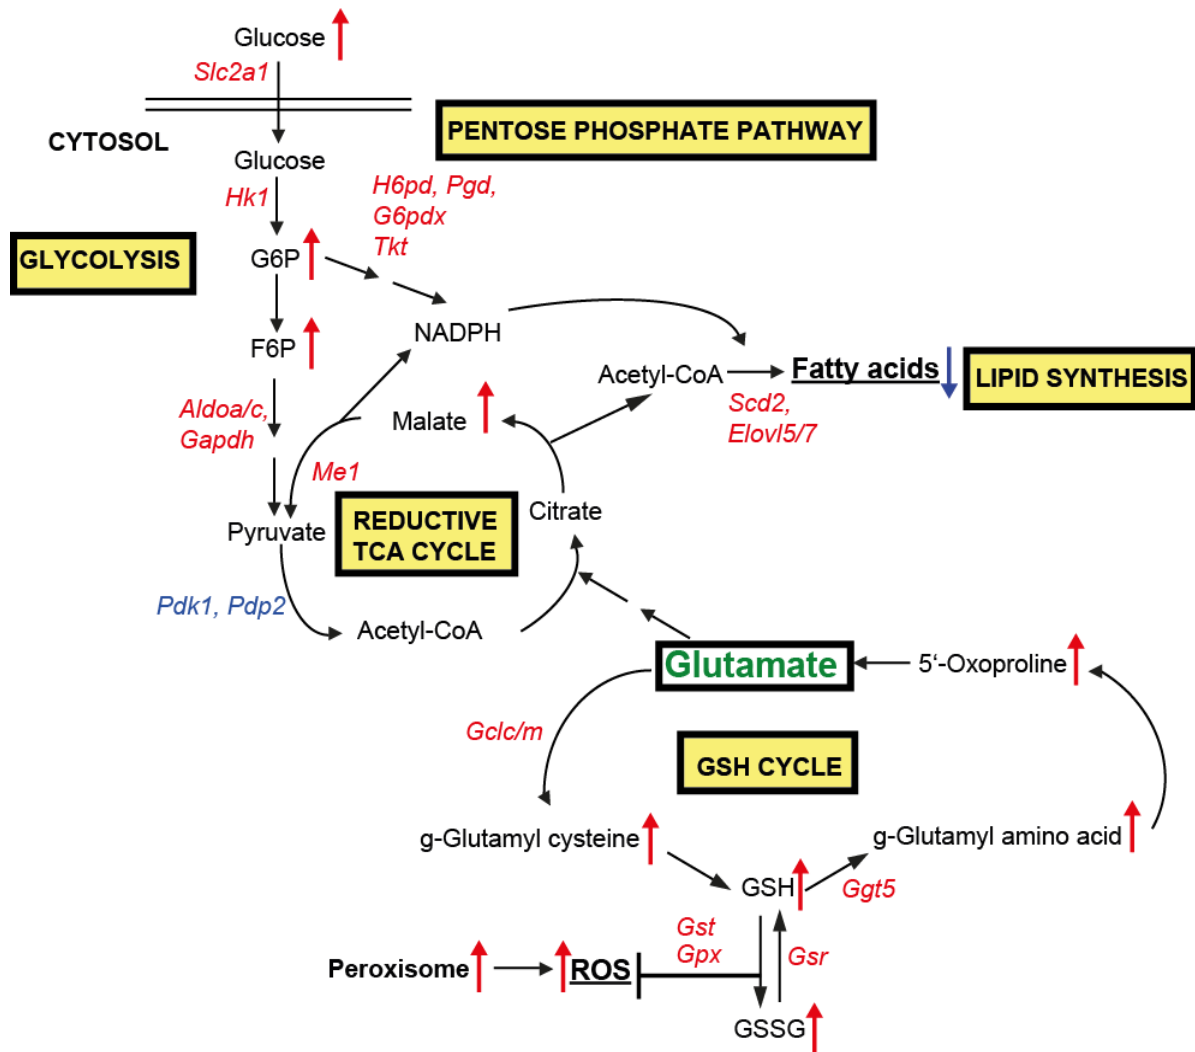 Glucose
Slc2a1
CYTOSOL
PENTOSE PHOSPHATE PATHWAY
Glucose
Hk1
H6pd, Pgd,
G6pdx
Tkt
GLYCOLYSIS
G6P
NADPH
F6P
Acetyl-CoA
Fatty acids
LIPID SYNTHESIS
Scd2,
Elovl5/7
Aldoa/c,
Gapdh
Malate
Me1
Pyruvate
REDUCTIVE
TCA CYCLE
Citrate
Pdk1, Pdp2
Acetyl-CoA
Glutamate
5‘-Oxoproline
Gclc/m
GSH CYCLE
g-Glutamyl cysteine
g-Glutamyl amino acid
GSH
Ggt5
Gst
Gpx
Gsr
Peroxisome
ROS
GSSG